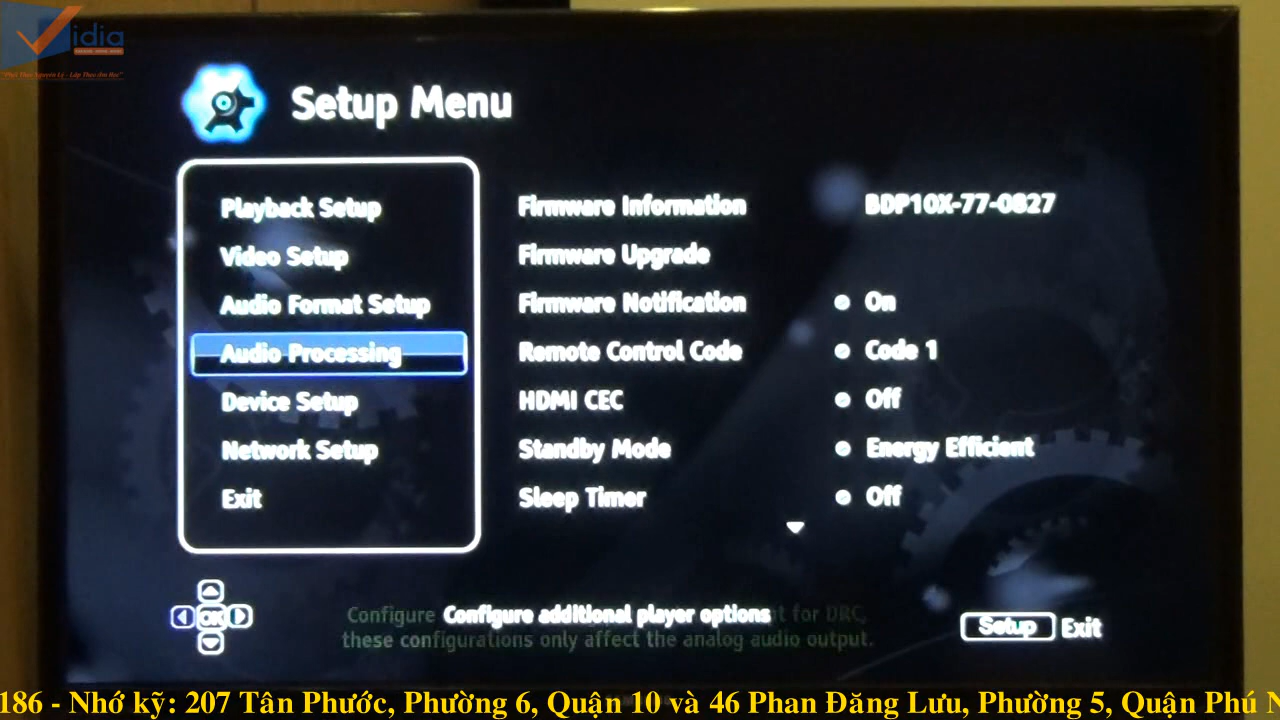 idia
Setup Menu
Playback Setup
Video Setup
Audio Format Setup
Audio Processing
Device Setup
Network Setup
Exit
Firmware Information BDP10X-77-0827
Firmware Upgrade
Firmware Notification On
Remote Control Code Code 1
HDMI CEC Off
Standby Mode Energy Efficient
Sleep Timer Off
OK
Configure
Configure additional player options
t for DRC,
these configurations only affect the analog audio output.
Setup Exit
186 - Nhớ kỹ: 207 Tân Phước, Phường 6, Quận 10 và 46 Phan Đăng Lưu, Phường 5, Quận Phú N